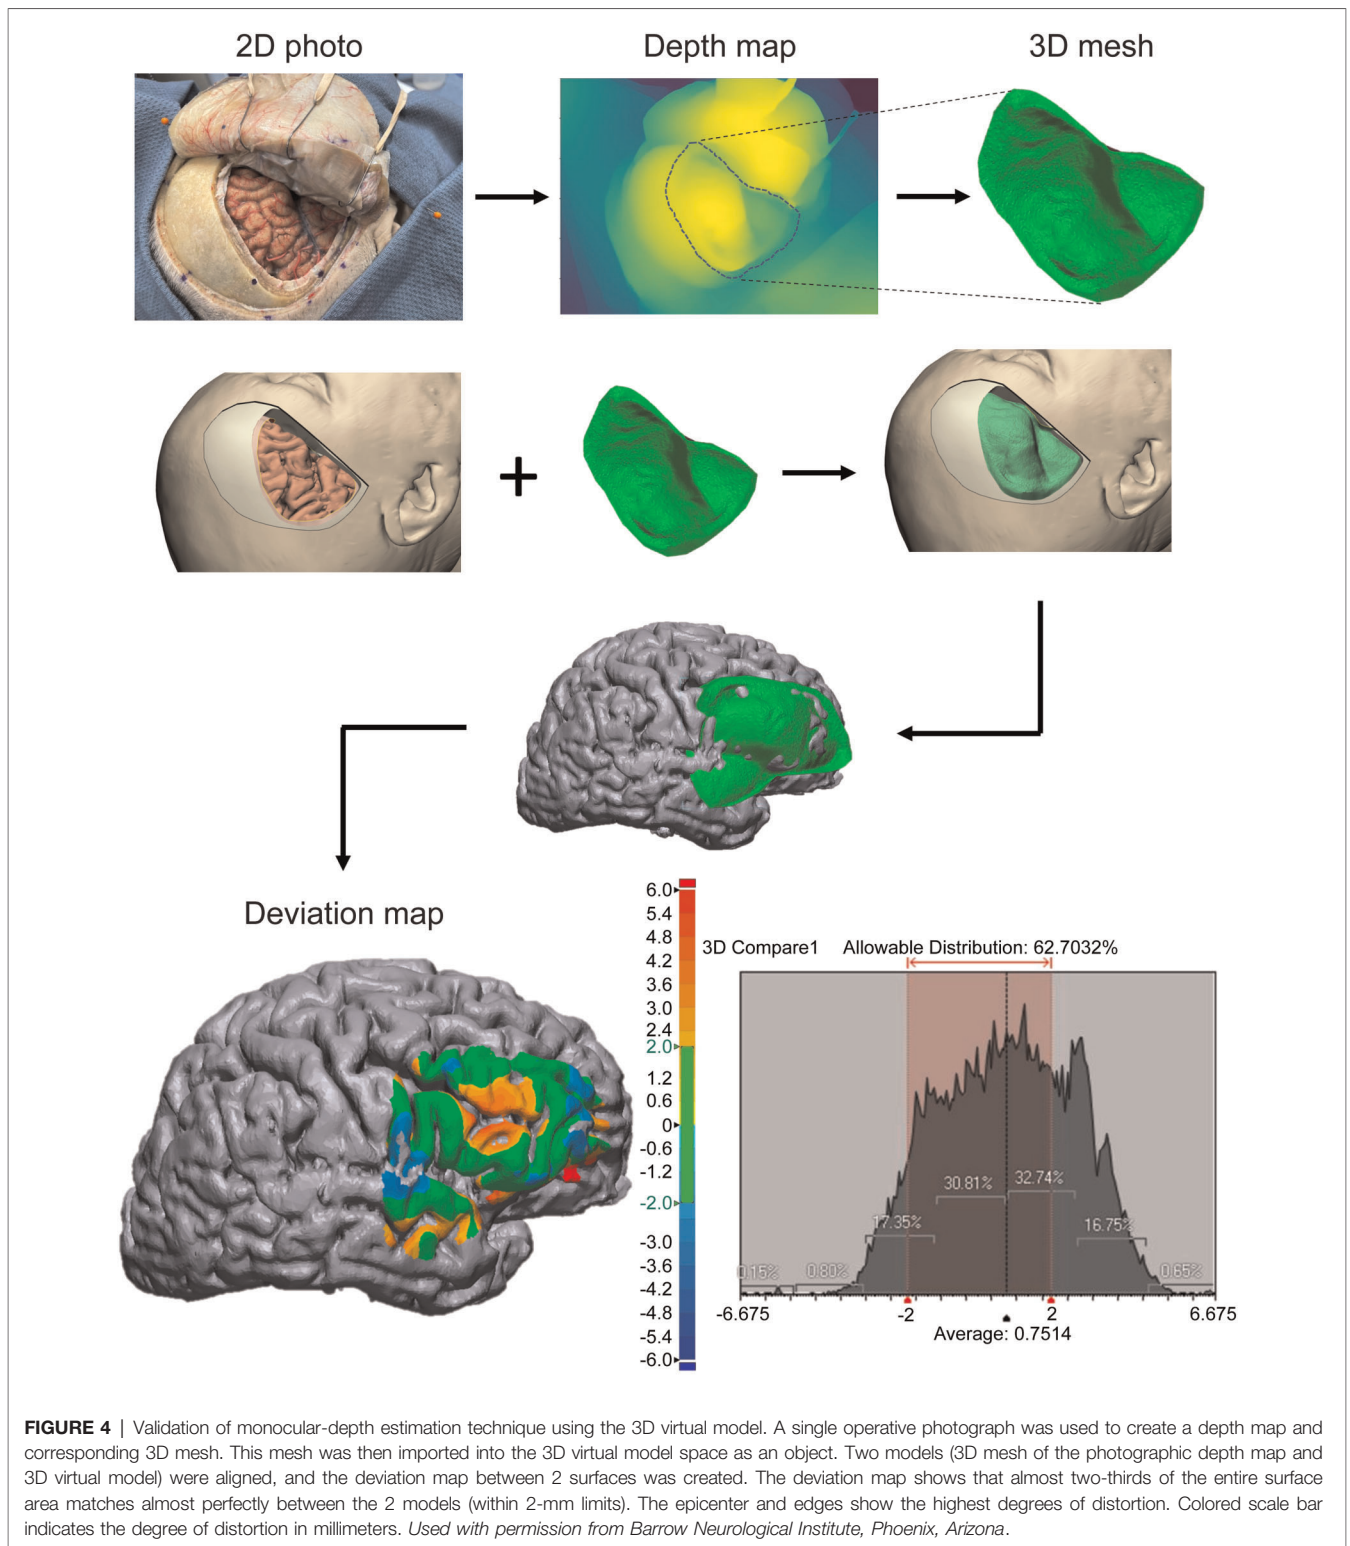 2D photo
Depth map
3D mesh
Deviation map
6.0
5.4
4.8
4.2
3.6
3.0
2.4
2.0
1.2
0.6
0
-0.6
-1.2
-2.0
-3.0
-3.6
-4.2
-4.8
-5.4
-6.0
3D Compare1 Allowable Distribution: 62.7032%
30.81%
32.74%
17.35%
16.75%
0.15%
0.80%
0.65%
-6.675
-2
2
6.675
Average: 0.7514
FIGURE 4 | Validation of monocular-depth estimation technique using the 3D virtual model. A single operative photograph was used to create a depth map and
corresponding 3D mesh. This mesh was then imported into the 3D virtual model space as an object. Two models (3D mesh of the photographic depth map and
3D virtual model) were aligned, and the deviation map between 2 surfaces was created. The deviation map shows that almost two-thirds of the entire surface
area matches almost perfectly between the 2 models (within 2-mm limits). The epicenter and edges show the highest degrees of distortion. Colored scale bar
indicates the degree of distortion in millimeters. Used with permission from Barrow Neurological Institute, Phoenix, Arizona.